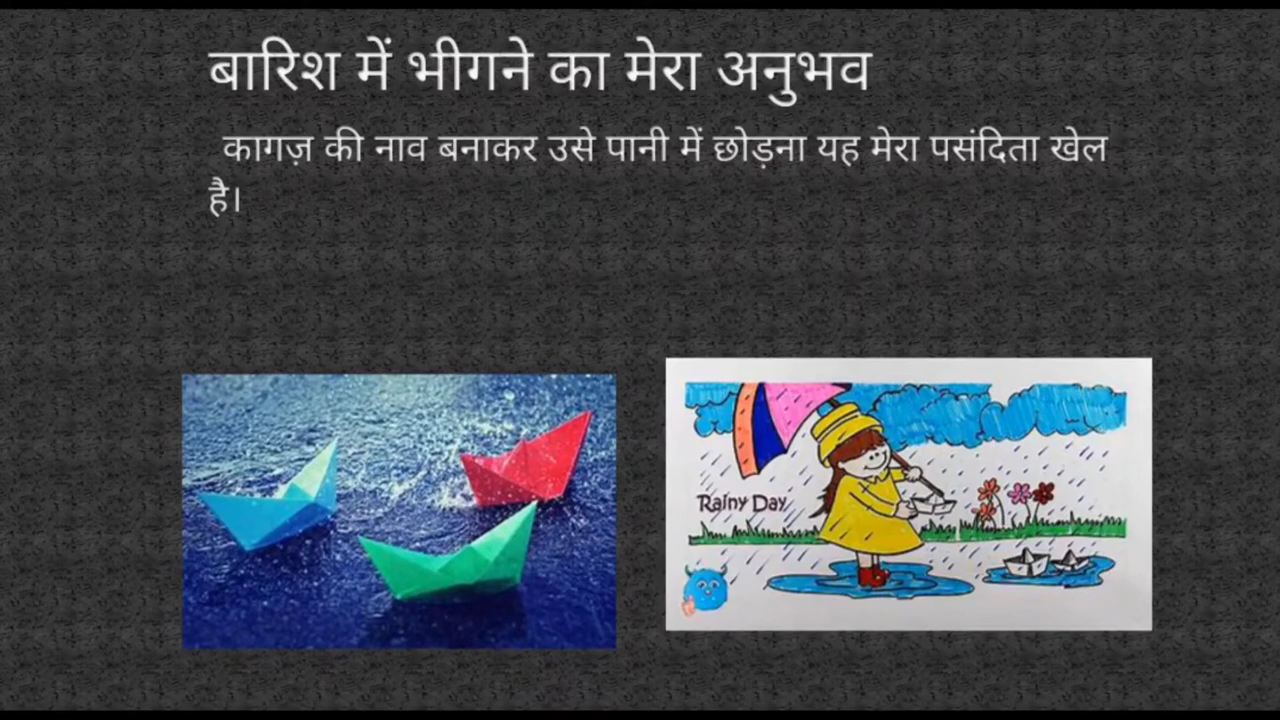 बारिश में भीगने का मेरा अनुभव
कागज़ की नाव बनाकर उसे पानी में छोड़ना यह मेरा पसंदिता खेल
है।
Rainy Day